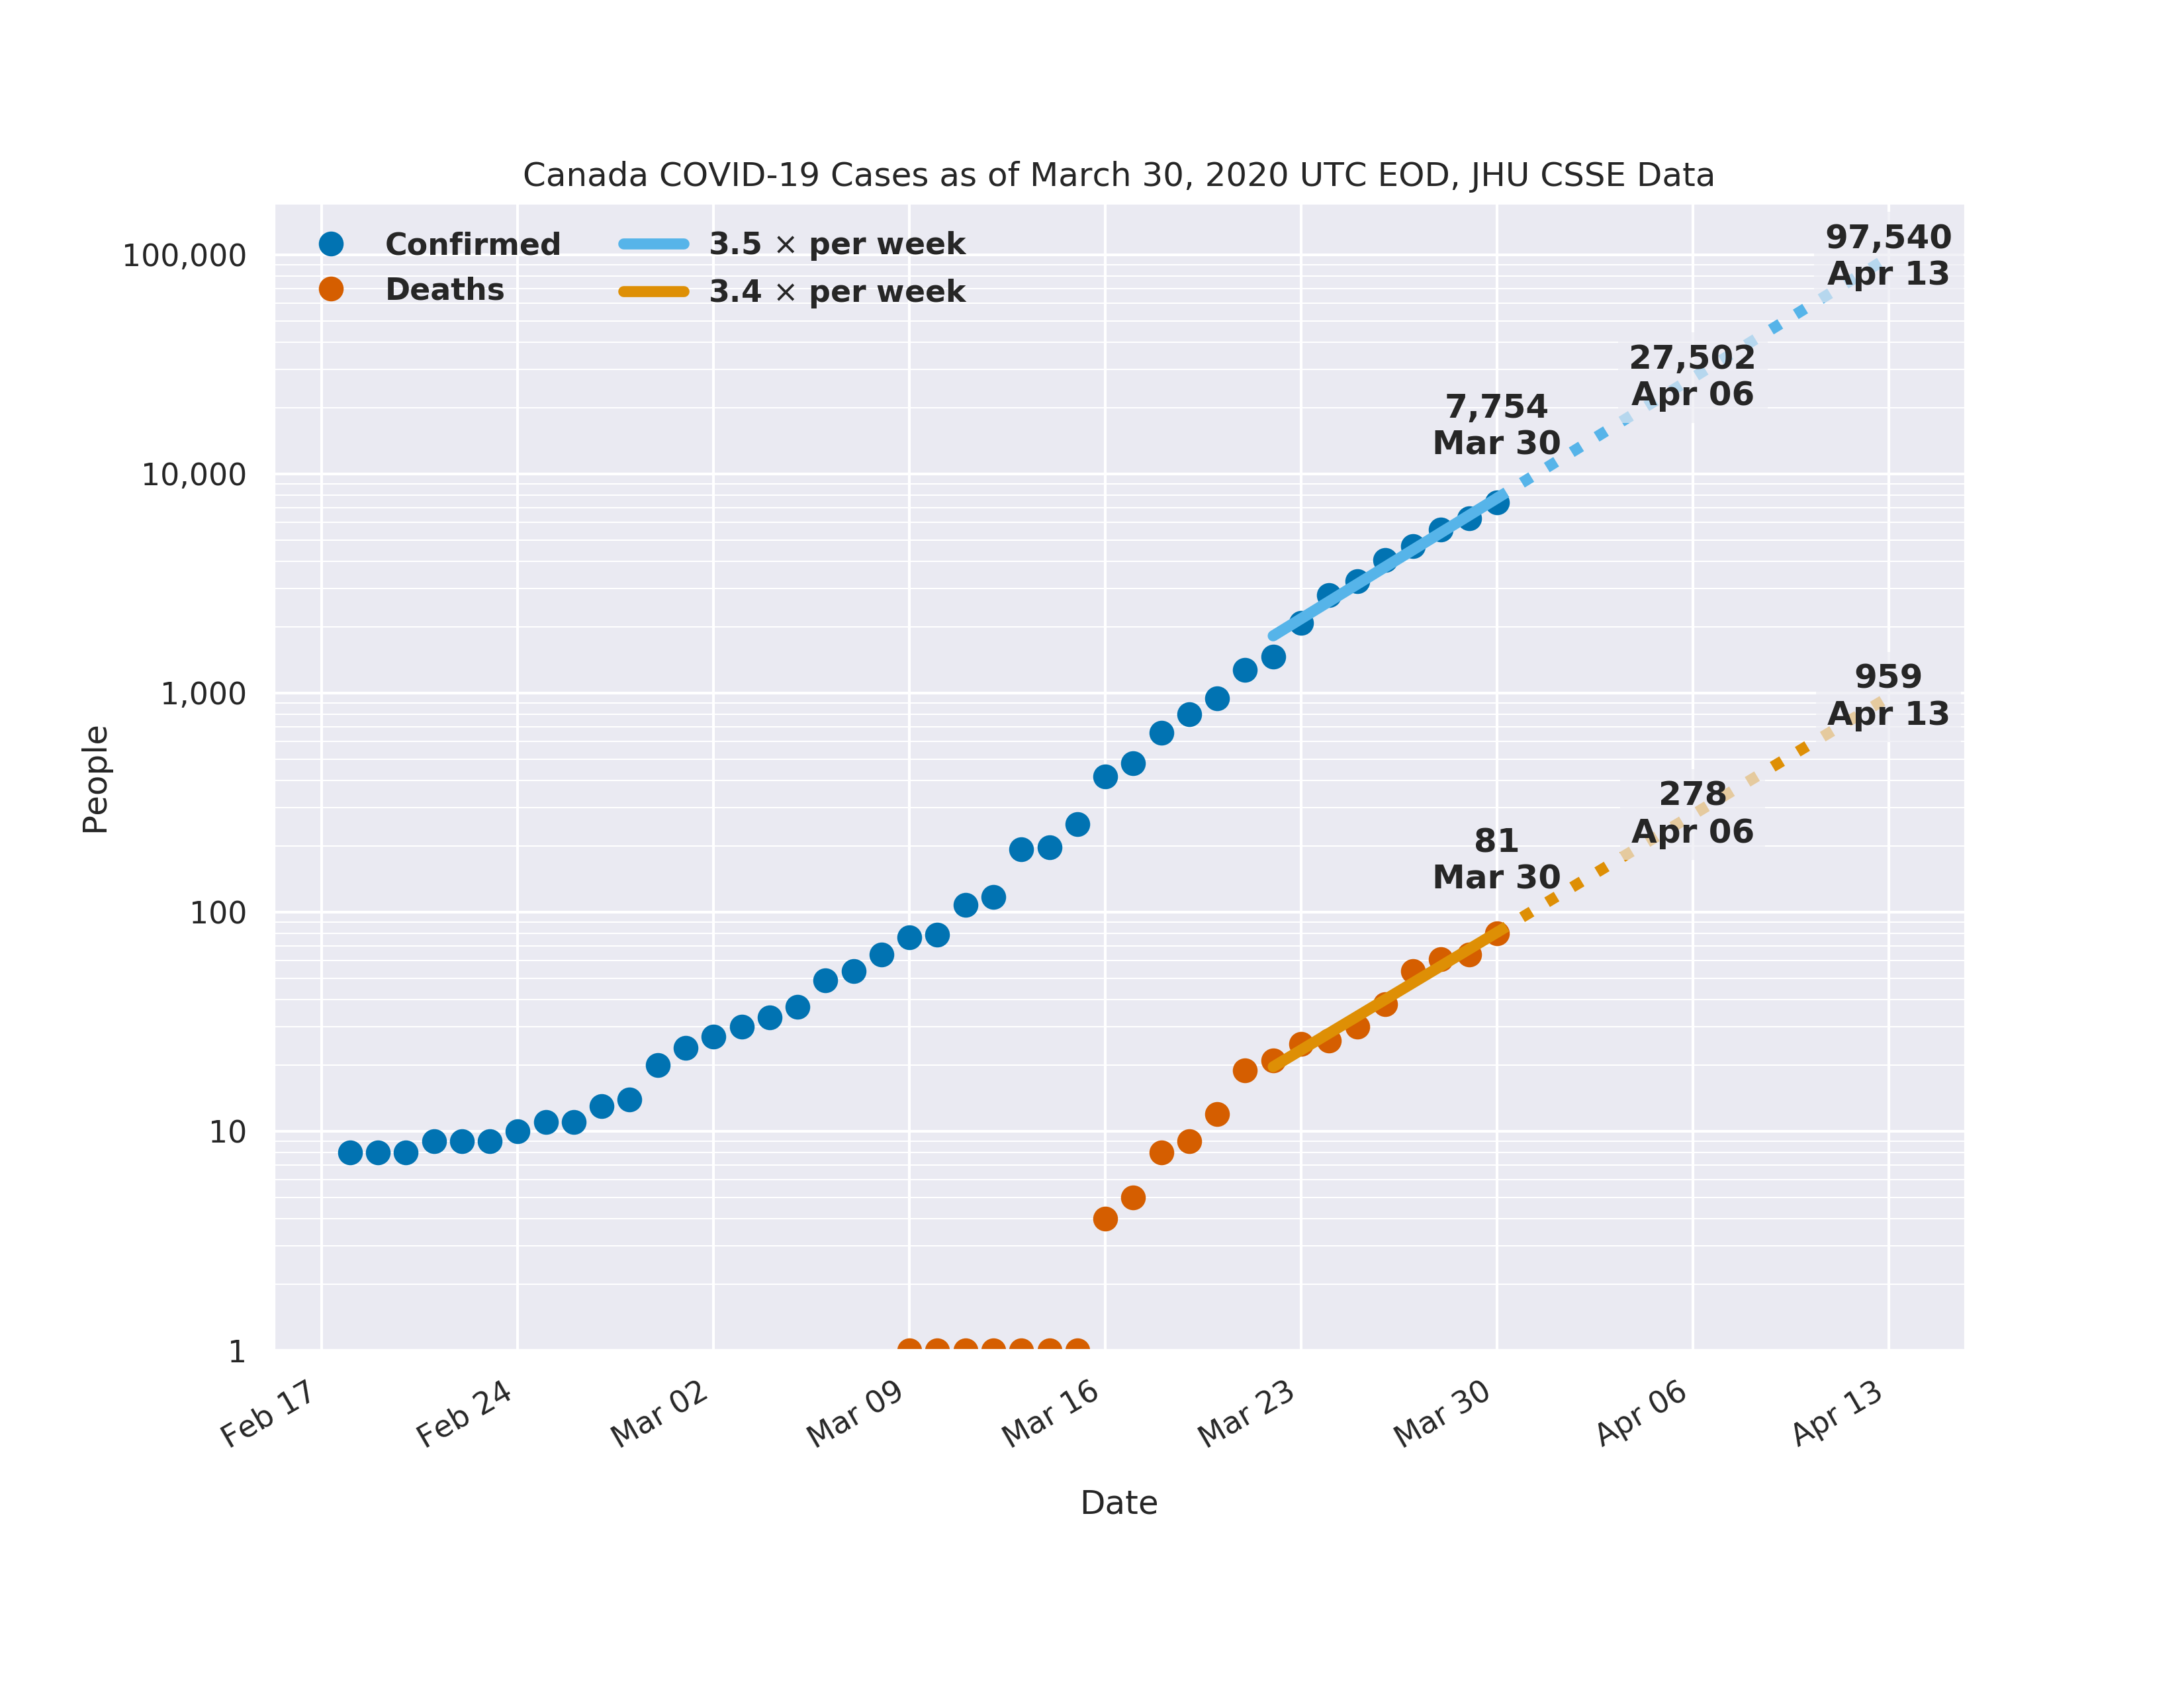 Canada COVID-19 Cases as of March 30, 2020 UTC EOD, JHU CSSE Data
Confirmed
Deaths
3.5 × per week
3.4 × per week
97,540
Apr 13
27,502
Apr 06
7,754
Mar 30
959
Apr 13
278
Apr 06
81
Mar 30
100,000
10,000
1,000
100
10
1
People
Feb 17
Feb 24
Mar 02
Mar 09
Mar 16
Mar 23
Mar 30
Apr 06
Apr 13
Date